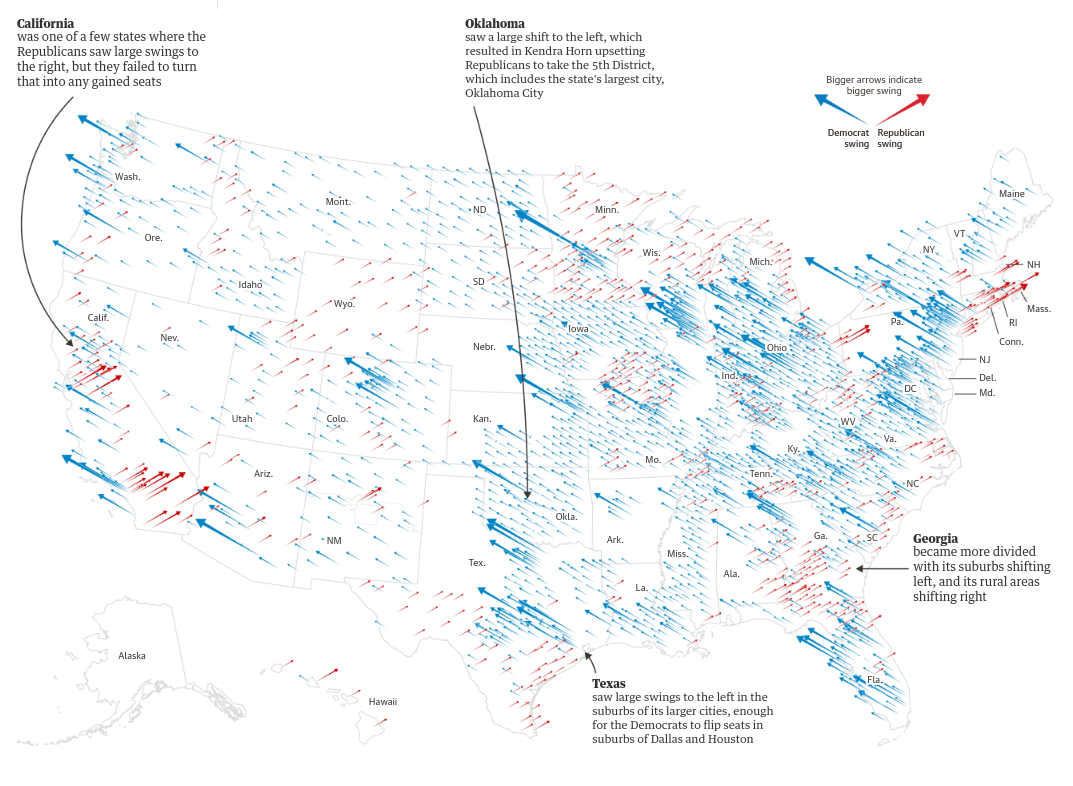 California
was one of a few states where the
Republicans saw large swings to
the right, but they failed to turn
that into any gained seats
Oklahoma
saw a large shift to the left, which
resulted in Kendra Horn upsetting
Republicans to take the 5th District,
which includes the state's largest city,
Oklahoma City
Bigger arrows indicate
bigger swing
Democrat
swing
Republican
swing
Wash.
Mont.
ND
Minn.
Maine
VT
NY
Ore.
Idaho
SD
Wis.
Mich.
NH
Mass.
RI
Conn.
Wyo.
Calif.
Nev.
Nebr.
Iowa
Pa.
Ohio
Ind.
NJ
Del.
Md.
DC
Utah
Colo.
Kan.
Mo.
WV
Va.
Ky.
Tenn.
NC
Ariz.
NM
Okla.
Ark.
Tex.
Miss.
Ala.
Ga.
SC
La.
Fla.
Georgia
became more divided
with its suburbs shifting
left, and its rural areas
shifting right
Alaska
Hawaii
Texas
saw large swings to the left in the
suburbs of its larger cities, enough
for the Democrats to flip seats in
suburbs of Dallas and Houston